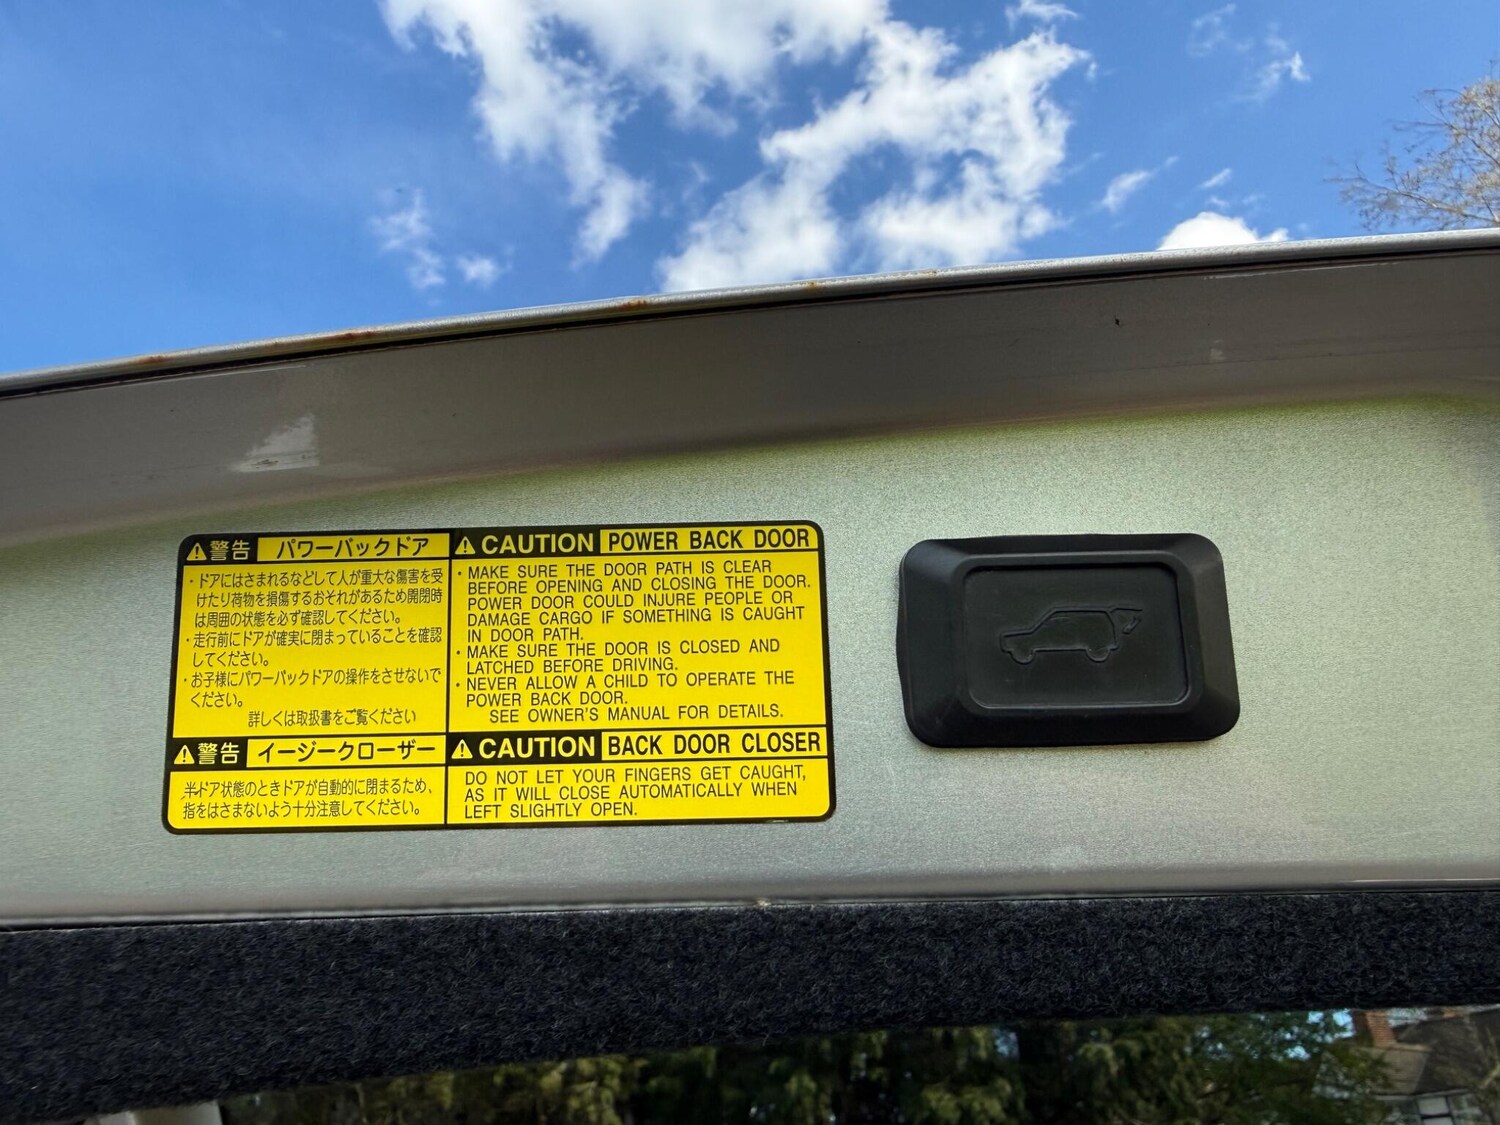 ⚠警告 パワーバックドア
・ドアにはさまれるなどして人が重大な傷害を受
けたり荷物を損傷するおそれがあるため開閉時
は周囲の状態を必ず確認してください。
・走行前にドアが確実に閉まっていることを確認
してください。
・お子様にパワーバックドアの操作をさせないで
ください。
詳しくは取扱書をご覧ください
⚠CAUTION POWER BACK DOOR
・MAKE SURE THE DOOR PATH IS CLEAR
BEFORE OPENING AND CLOSING THE DOOR.
POWER DOOR COULD INJURE PEOPLE OR
DAMAGE CARGO IF SOMETHING IS CAUGHT
IN DOOR PATH.
・MAKE SURE THE DOOR IS CLOSED AND
LATCHED BEFORE DRIVING.
・NEVER ALLOW A CHILD TO OPERATE THE
POWER BACK DOOR.
SEE OWNER'S MANUAL FOR DETAILS.
⚠警告 イージークローザー
半ドア状態のときドアが自動的に閉まるため、
指をはさまないよう十分注意してください。
⚠CAUTION BACK DOOR CLOSER
DO NOT LET YOUR FINGERS GET CAUGHT,
AS IT WILL CLOSE AUTOMATICALLY WHEN
LEFT SLIGHTLY OPEN.